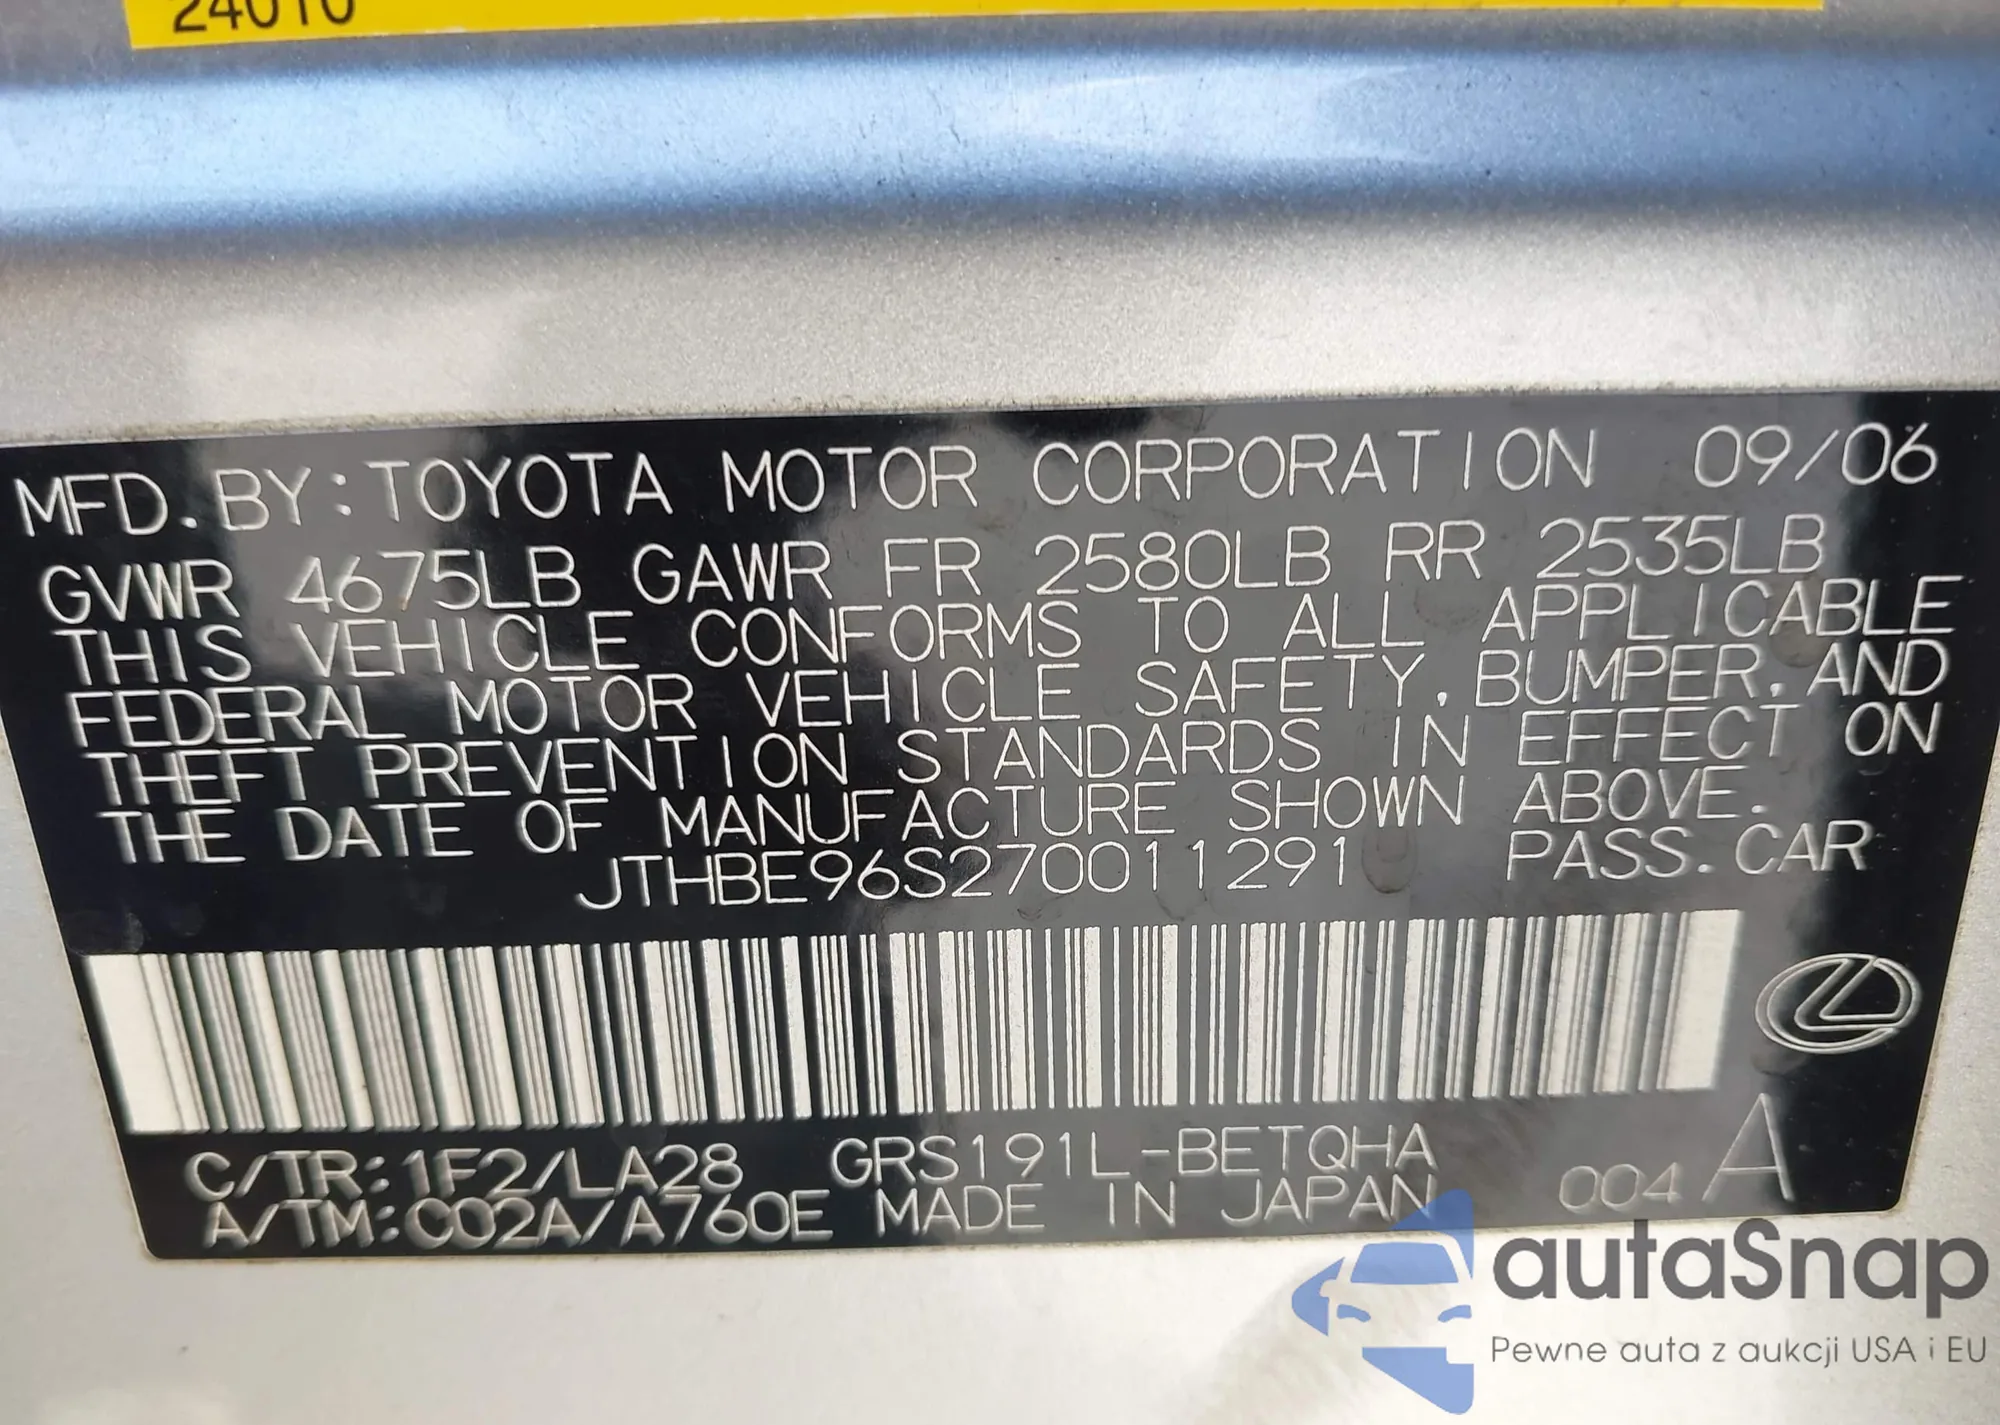 24010
MFD. BY: TOYOTA MOTOR CORPORATION 09/06
GVWR 4675LB GAWR FR 2580LB RR 2535LB
THIS VEHICLE CONFORMS TO ALL APPLICABLE
FEDERAL MOTOR VEHICLE SAFETY, BUMPER, AND
THEFT PREVENTION STANDARDS IN EFFECT ON
THE DATE OF MANUFACTURE SHOWN ABOVE.
JTHBE96S270011291 PASS. CAR
C/TR: 1F2/LA28 GRS191L-BETQHA
A/TM: C02A/A760E MADE IN JAPAN 004 A
autaSnap
Pewne auta z aukcji USA i EU